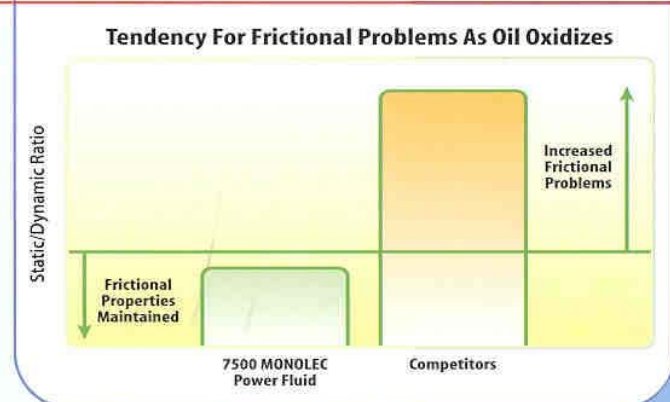 Tendency For Frictional Problems As Oil Oxidizes
Static/Dynamic Ratio
Increased
Frictional
Problems
Frictional
Properties
Maintained
7500 MONOLEC
Power Fluid
Competitors